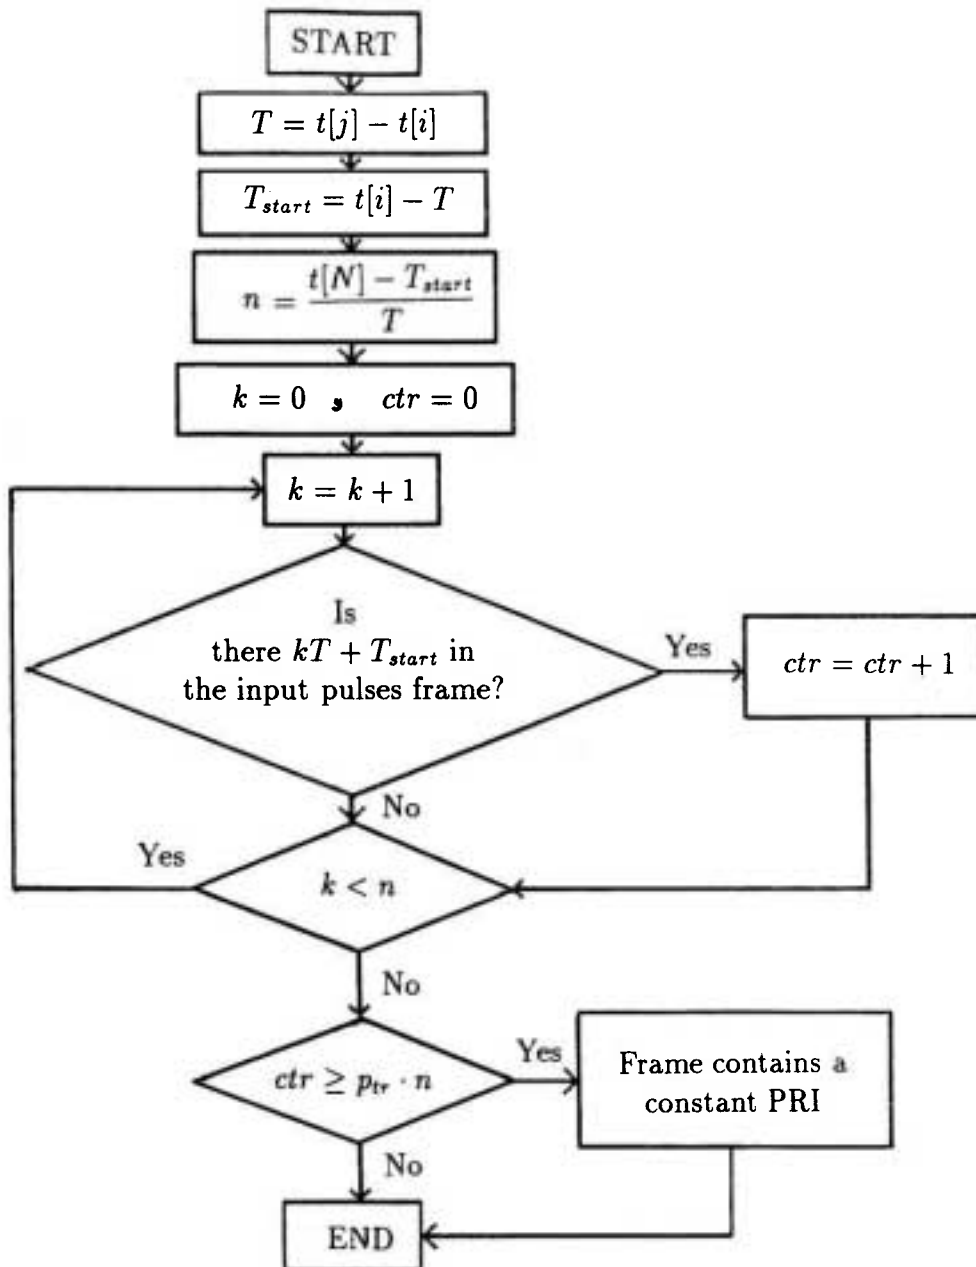 START
T = t[j] − t[i]
T_start = t[i] − T
n = (t[N] − T_start) / T
k = 0 , ctr = 0
k = k + 1
Is
there kT + T_start in
the input pulses frame?
Yes
ctr = ctr + 1
No
Yes
k < n
No
ctr ≥ p_tr · n
Yes
Frame contains a
constant PRI
No
END